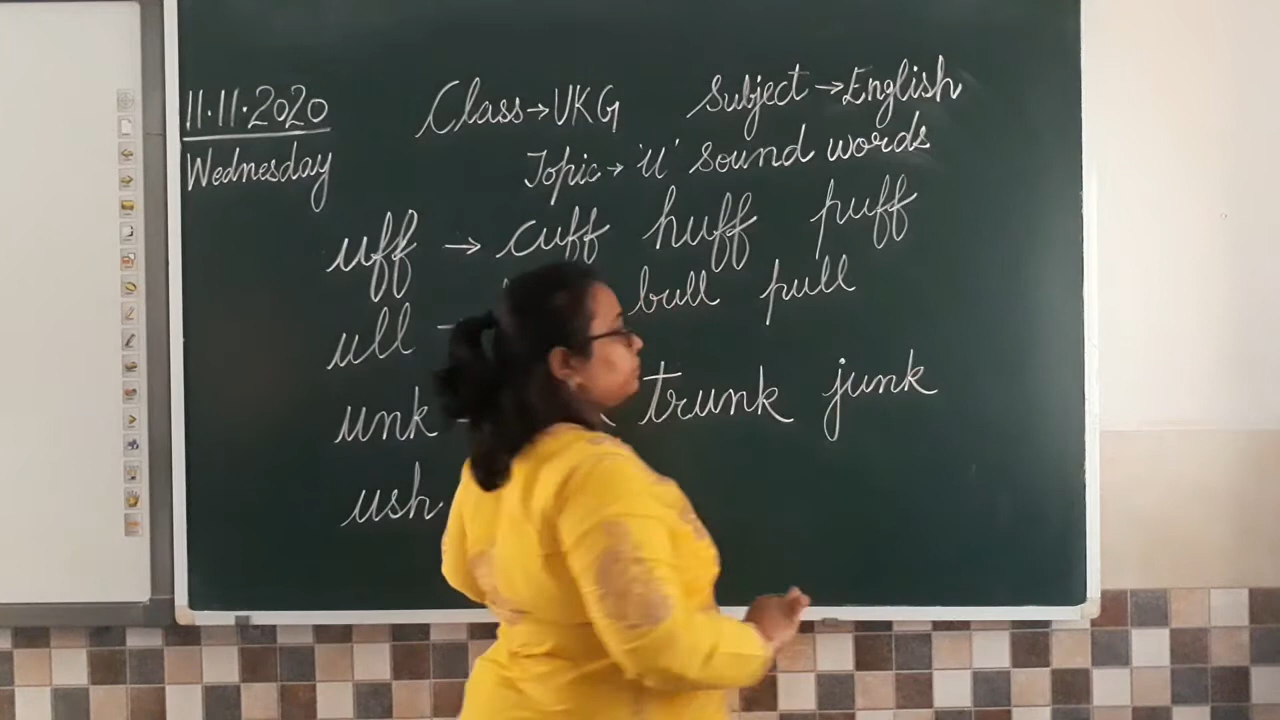 11.11.2020 Class→UKG Subject→English
Wednesday Topic→'u' sound words
uff → cuff huff puff
ull bull pull
unk trunk junk
ush